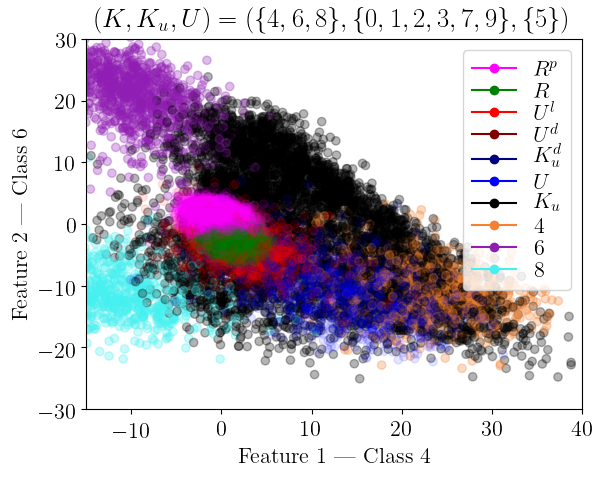 (K, K_u, U) = ({4, 6, 8}, {0, 1, 2, 3, 7, 9}, {5})
30
20
10
0
−10
−20
−30
Feature 2 — Class 6
R^p
R
U^l
U^d
K_u^d
U
K_u
4
6
8
−10
0
10
20
30
40
Feature 1 — Class 4